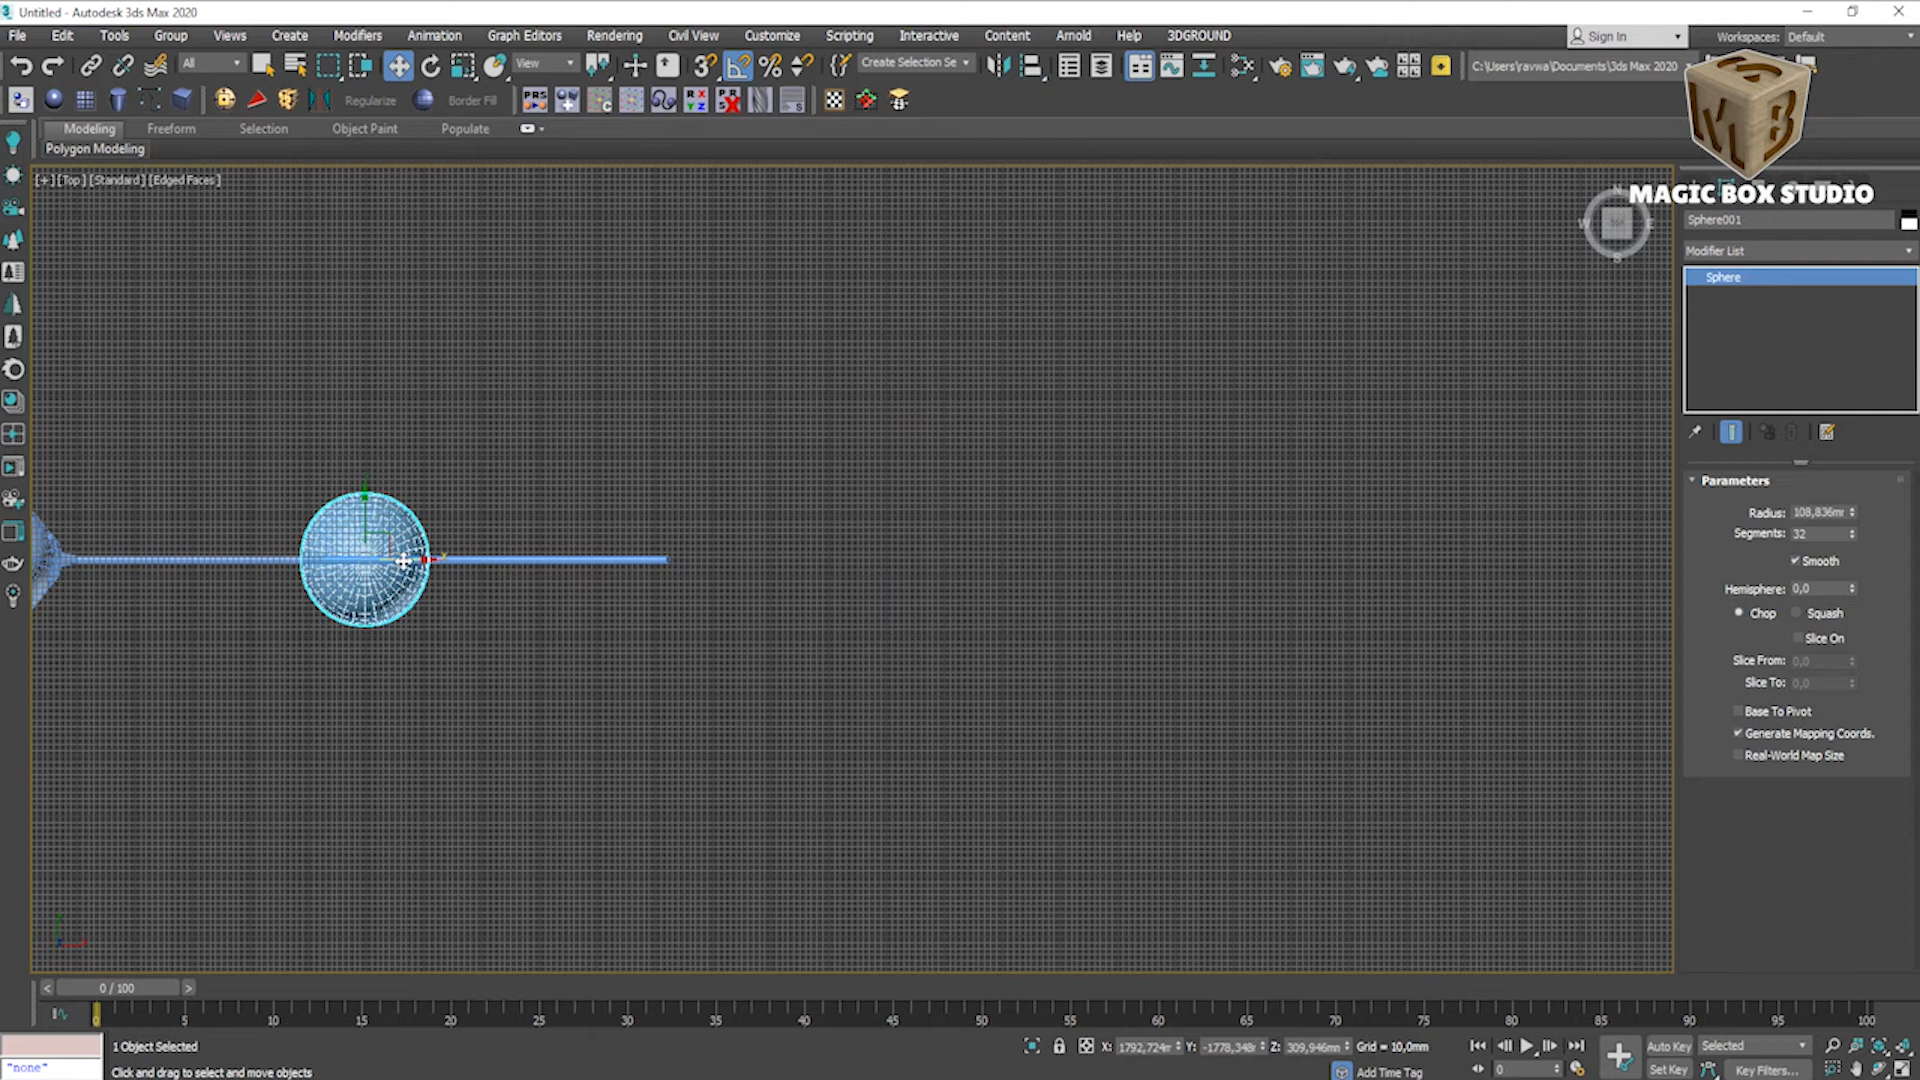 Untitled - Autodesk 3ds Max 2020
File Edit Tools Group Views Create Modifiers Animation Graph Editors Rendering Civil View Customize Scripting Content Arnold Help 3DGROUND Sign In Workspaces: Default
All View Create Selection Se C:\Users\ravwa\Documents\3ds Max 2020
Regularize Border Fill
Modeling Freeform Selection Object Paint Populate
Polygon Modeling
[+] [Top] [Standard] [Edged Faces]
MAGIC BOX STUDIO
Sphere001
Modifier List
Sphere
Parameters
Radius: 108,836mr
Segments: 32
Smooth
Hemisphere: 0,0
Chop Squash
Slice On
Slice From: 0,0
Slice To: 0,0
Base To Pivot
Generate Mapping Coords.
Real-World Map Size
< 0 / 100 >
0 5 10 15 20 25 30 35 40 45 50 55 60 65 70 75 80 85 90 95 100
1 Object Selected X: 1792,724r Y: -1778,348r Z: 309,946mn Grid = 10,0mm Auto Key Selected
"none" Click and drag to select and move objects Add Time Tag 0 Set Key Key Filters...